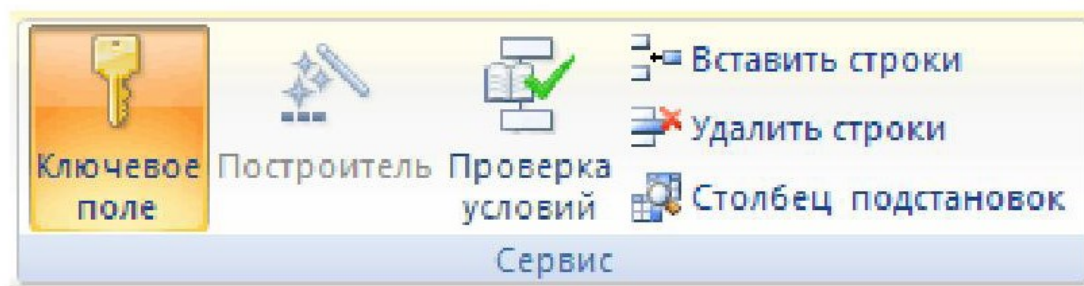 Ключевое
поле
Построитель
Проверка
условий
Вставить строки
Удалить строки
Столбец подстановок
Сервис